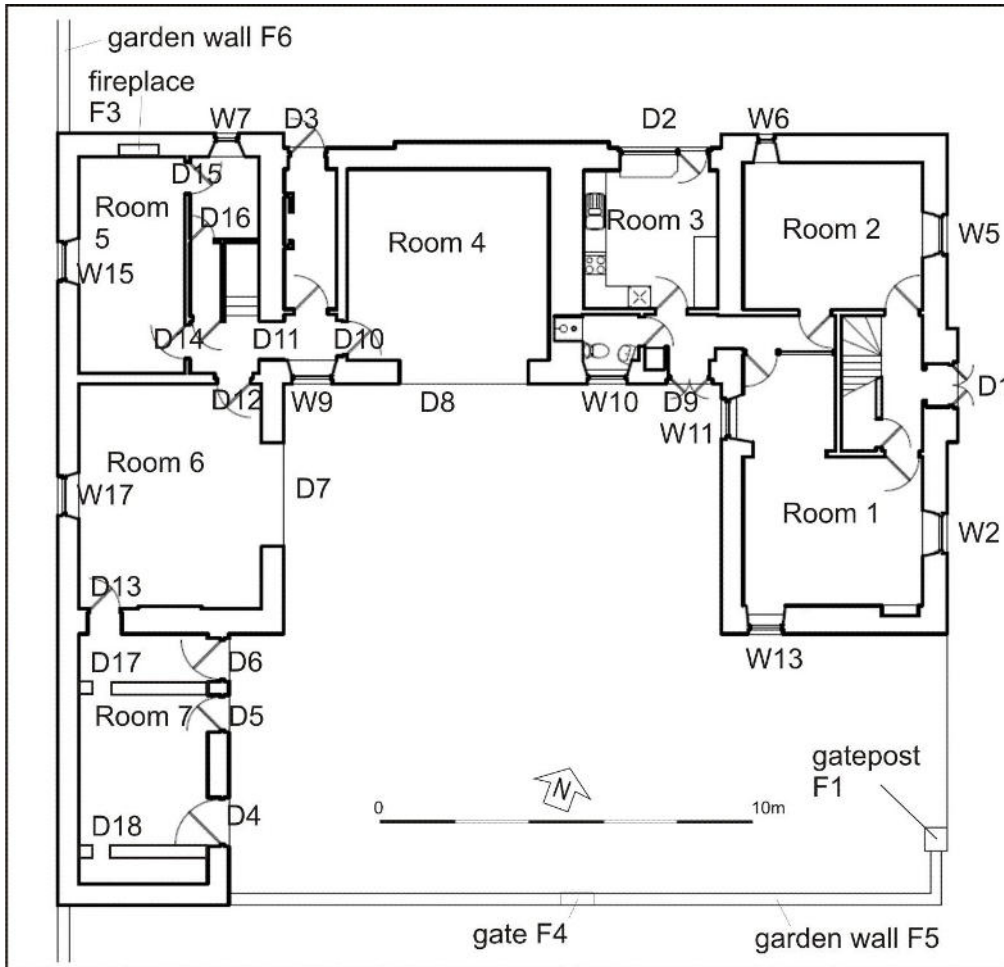 garden wall F6
fireplace
F3
W7
D3
D2
W6
D15
Room
5
D16
Room 4
Room 3
Room 2
W5
W15
D14
D11
D10
D12
W9
D8
W10
D9
W11
D1
Room 6
W17
D7
Room 1
W2
D13
W13
D17
D6
Room 7
D5
gatepost
F1
N
0
10m
D18
D4
gate F4
garden wall F5